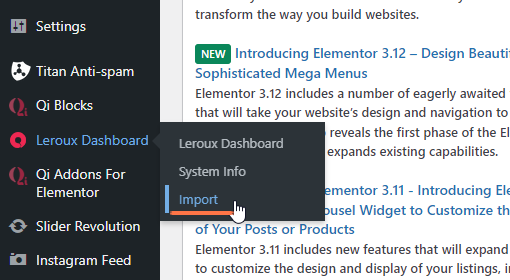 Settings
Titan Anti-spam
Qi Blocks
Leroux Dashboard
Qi Addons For
Elementor
Slider Revolution
Instagram Feed
Leroux Dashboard
System Info
Import
transform the way you build websites.
NEW Introducing Elementor 3.12 – Design Beautif
Sophisticated Mega Menus
Elementor 3.12 includes a number of eagerly awaited
that will take your website's design and navigation to
reveals the first phase of the El
expands existing capabilities.
ementor 3.11 - Introducing El
usel Widget to Customize th
of Your Posts or Products
Elementor 3.11 includes new features that will expand
to customize the design and display of your listings, in